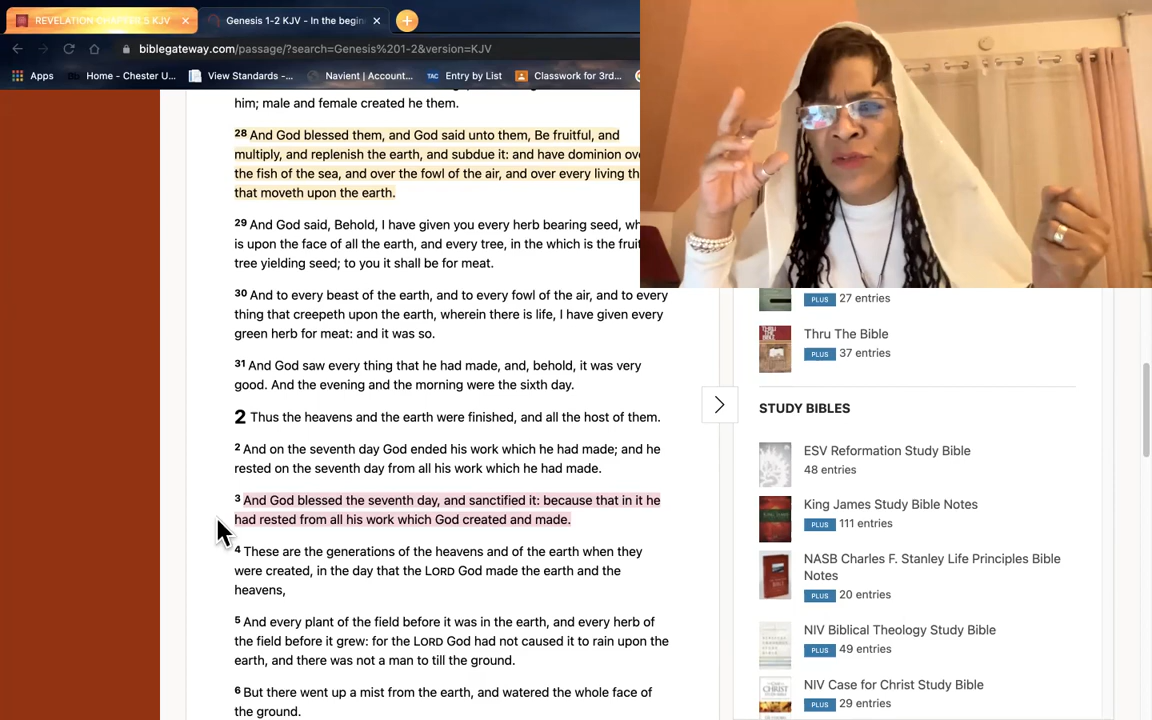 REVELATION CHAPTER 5 KJV
Genesis 1-2 KJV - In the begin
biblegateway.com/passage/?search=Genesis%201-2&version=KJV
Apps
Bb Home - Chester U...
View Standards -...
Navient | Account...
TAC Entry by List
Classwork for 3rd...
him; male and female created he them.
28 And God blessed them, and God said unto them, Be fruitful, and
multiply, and replenish the earth, and subdue it: and have dominion ove
the fish of the sea, and over the fowl of the air, and over every living th
that moveth upon the earth.
29 And God said, Behold, I have given you every herb bearing seed, wh
is upon the face of all the earth, and every tree, in the which is the fruit
tree yielding seed; to you it shall be for meat.
30 And to every beast of the earth, and to every fowl of the air, and to every
thing that creepeth upon the earth, wherein there is life, I have given every
green herb for meat: and it was so.
31 And God saw every thing that he had made, and, behold, it was very
good. And the evening and the morning were the sixth day.
2 Thus the heavens and the earth were finished, and all the host of them.
2 And on the seventh day God ended his work which he had made; and he
rested on the seventh day from all his work which he had made.
3 And God blessed the seventh day, and sanctified it: because that in it he
had rested from all his work which God created and made.
4 These are the generations of the heavens and of the earth when they
were created, in the day that the LORD God made the earth and the
heavens,
5 And every plant of the field before it was in the earth, and every herb of
the field before it grew: for the LORD God had not caused it to rain upon the
earth, and there was not a man to till the ground.
6 But there went up a mist from the earth, and watered the whole face of
the ground.
PLUS 27 entries
Thru The Bible
PLUS 37 entries
STUDY BIBLES
ESV Reformation Study Bible
48 entries
King James Study Bible Notes
PLUS 111 entries
NASB Charles F. Stanley Life Principles Bible
Notes
PLUS 20 entries
NIV Biblical Theology Study Bible
PLUS 49 entries
NIV Case for Christ Study Bible
PLUS 29 entries